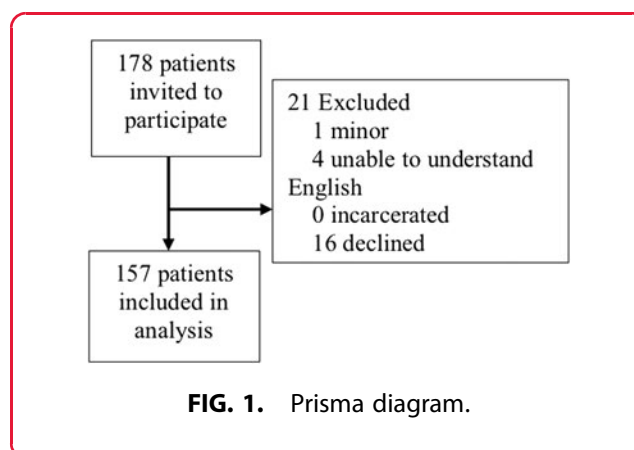 178 patients
invited to
participate
21 Excluded
1 minor
4 unable to understand
English
0 incarcerated
16 declined
157 patients
included in
analysis
FIG. 1. Prisma diagram.